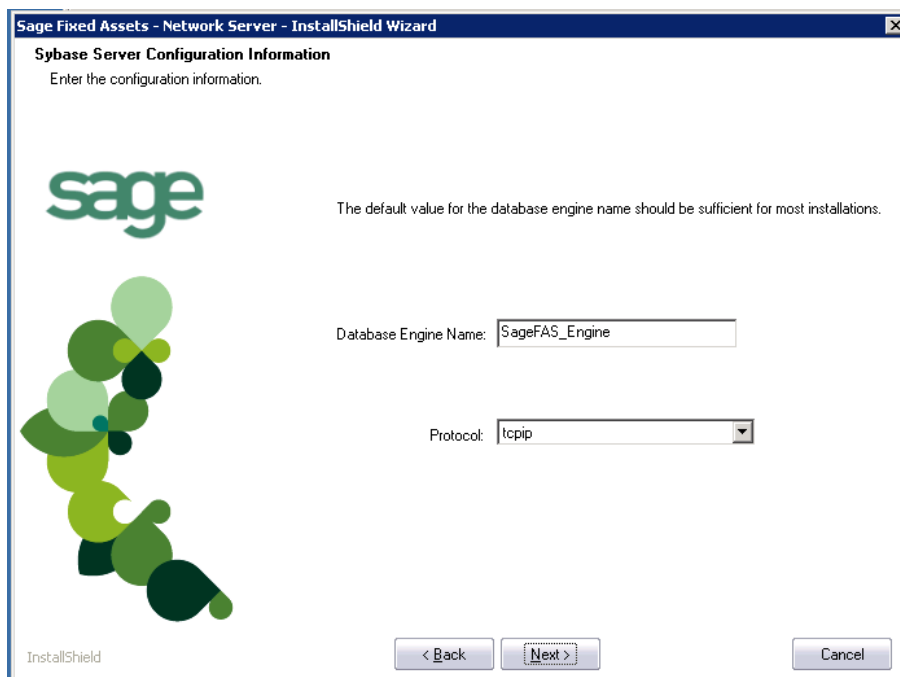 Sage Fixed Assets - Network Server - InstallShield Wizard
Sybase Server Configuration Information
Enter the configuration information.
sage
The default value for the database engine name should be sufficient for most installations.
Database Engine Name: SageFAS_Engine
Protocol: tcpip
InstallShield
< Back Next > Cancel